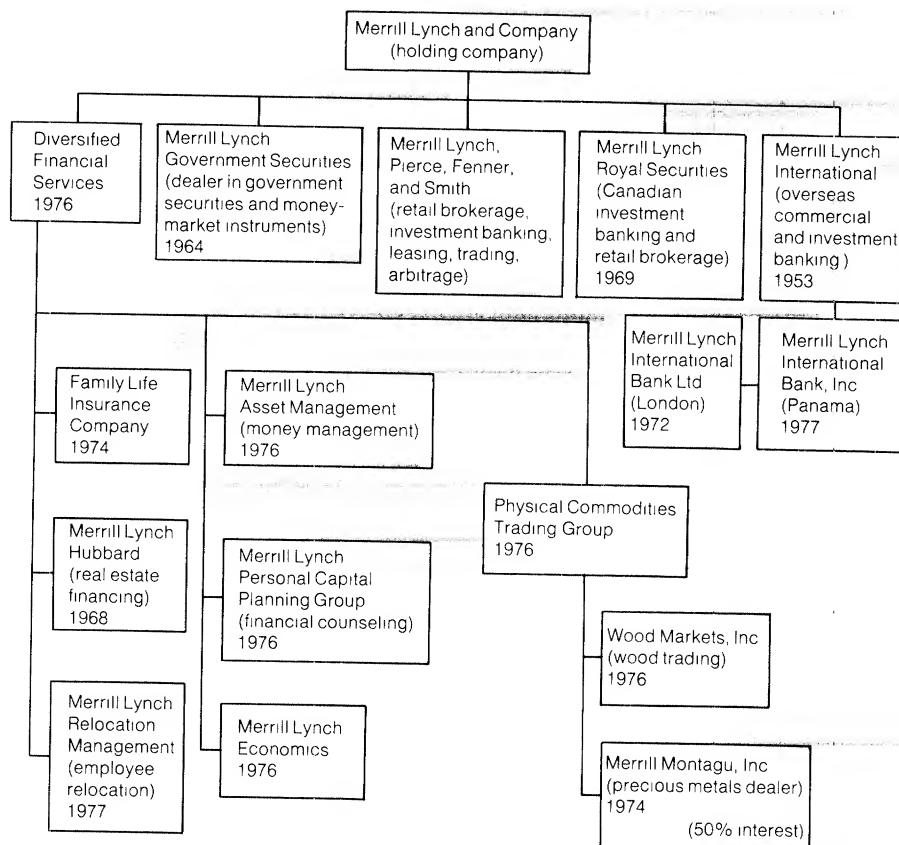 Merrill Lynch and Company
(holding company)
Diversified
Financial
Services
1976
Merrill Lynch
Government Securities
(dealer in government
securities and money-
market instruments)
1964
Merrill Lynch,
Pierce, Fenner,
and Smith
(retail brokerage,
investment banking,
leasing, trading,
arbitrage)
Merrill Lynch
Royal Securities
(Canadian
investment
banking and
retail brokerage)
1969
Merrill Lynch
International
(overseas
commercial
and investment
banking)
1953
Merrill Lynch
International
Bank Ltd
(London)
1972
Merrill Lynch
International
Bank, Inc
(Panama)
1977
Family Life
Insurance
Company
1974
Merrill Lynch
Hubbard
(real estate
financing)
1968
Merrill Lynch
Relocation
Management
(employee
relocation)
1977
Merrill Lynch
Asset Management
(money management)
1976
Merrill Lynch
Personal Capital
Planning Group
(financial counseling)
1976
Merrill Lynch
Economics
1976
Physical Commodities
Trading Group
1976
Wood Markets, Inc
(wood trading)
1976
Merrill Montagu, Inc
(precious metals dealer)
1974
(50% interest)